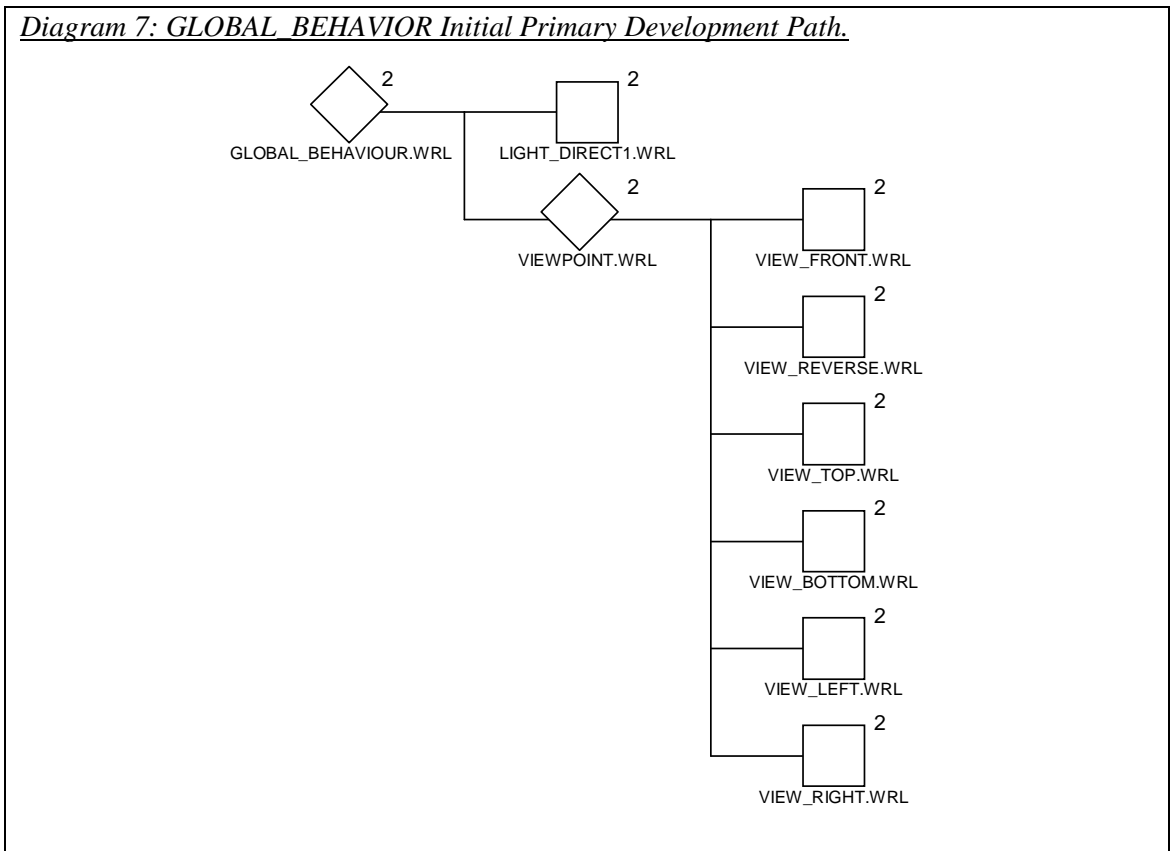 Diagram 7: GLOBAL_BEHAVIOR Initial Primary Development Path.
2
2
GLOBAL_BEHAVIOUR.WRL
LIGHT_DIRECT1.WRL
2
2
VIEWPOINT.WRL
VIEW_FRONT.WRL
2
VIEW_REVERSE.WRL
2
VIEW_TOP.WRL
2
VIEW_BOTTOM.WRL
2
VIEW_LEFT.WRL
2
VIEW_RIGHT.WRL